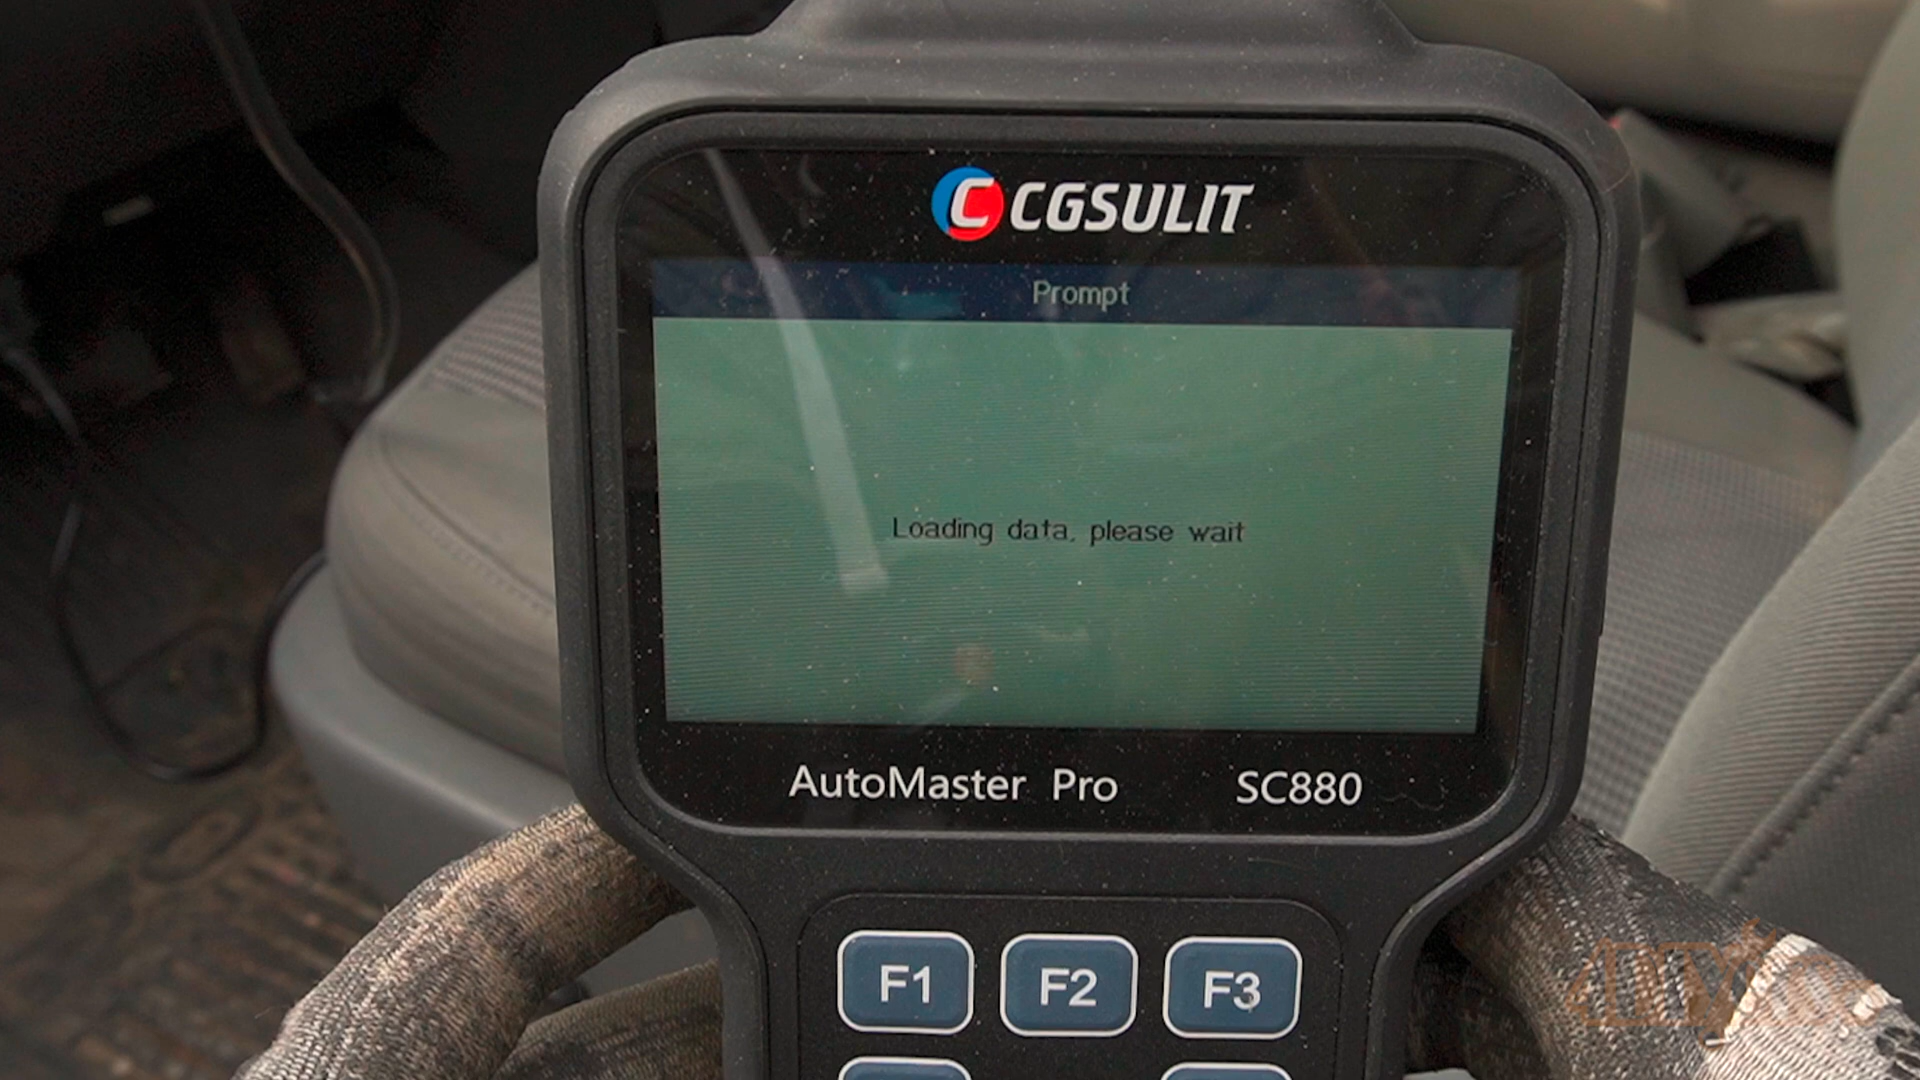 C CGSULIT
Prompt
Loading data, please wait
AutoMaster Pro SC880
F1 F2 F3